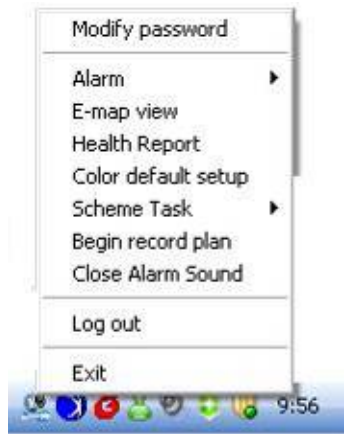 Modify password
Alarm
E-map view
Health Report
Color default setup
Scheme Task
Begin record plan
Close Alarm Sound
Log out
Exit
9:56